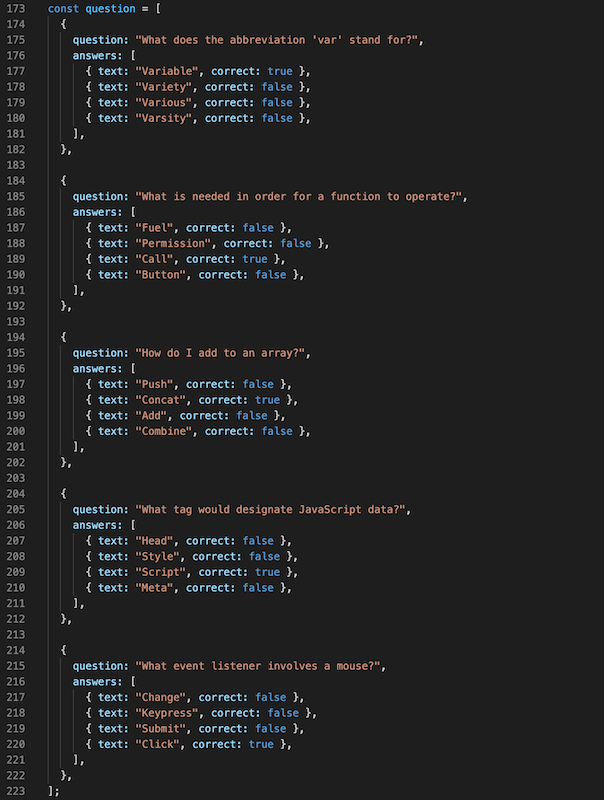 173 const question = [
174 {
175 question: "What does the abbreviation 'var' stand for?",
176 answers: [
177 { text: "Variable", correct: true },
178 { text: "Variety", correct: false },
179 { text: "Various", correct: false },
180 { text: "Varsity", correct: false },
181 ],
182 },
183
184 {
185 question: "What is needed in order for a function to operate?",
186 answers: [
187 { text: "Fuel", correct: false },
188 { text: "Permission", correct: false },
189 { text: "Call", correct: true },
190 { text: "Button", correct: false },
191 ],
192 },
193
194 {
195 question: "How do I add to an array?",
196 answers: [
197 { text: "Push", correct: false },
198 { text: "Concat", correct: true },
199 { text: "Add", correct: false },
200 { text: "Combine", correct: false },
201 ],
202 },
203
204 {
205 question: "What tag would designate JavaScript data?",
206 answers: [
207 { text: "Head", correct: false },
208 { text: "Style", correct: false },
209 { text: "Script", correct: true },
210 { text: "Meta", correct: false },
211 ],
212 },
213
214 {
215 question: "What event listener involves a mouse?",
216 answers: [
217 { text: "Change", correct: false },
218 { text: "Keypress", correct: false },
219 { text: "Submit", correct: false },
220 { text: "Click", correct: true },
221 ],
222 },
223 ];